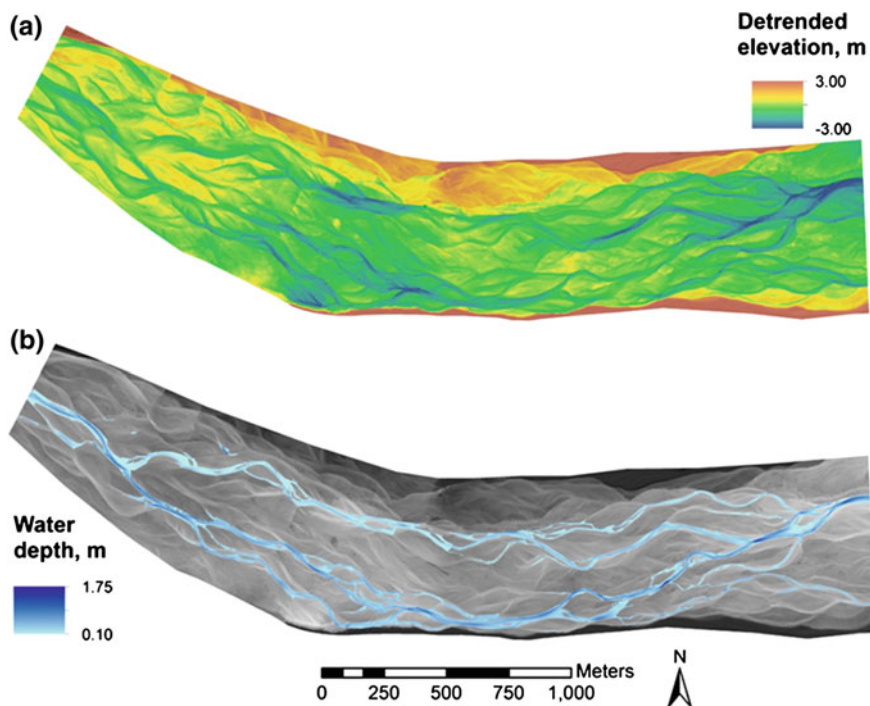 (a)
Detrended
elevation, m
3.00
-3.00
(b)
Water
depth, m
1.75
0.10
Meters
0 250 500 750 1,000
N